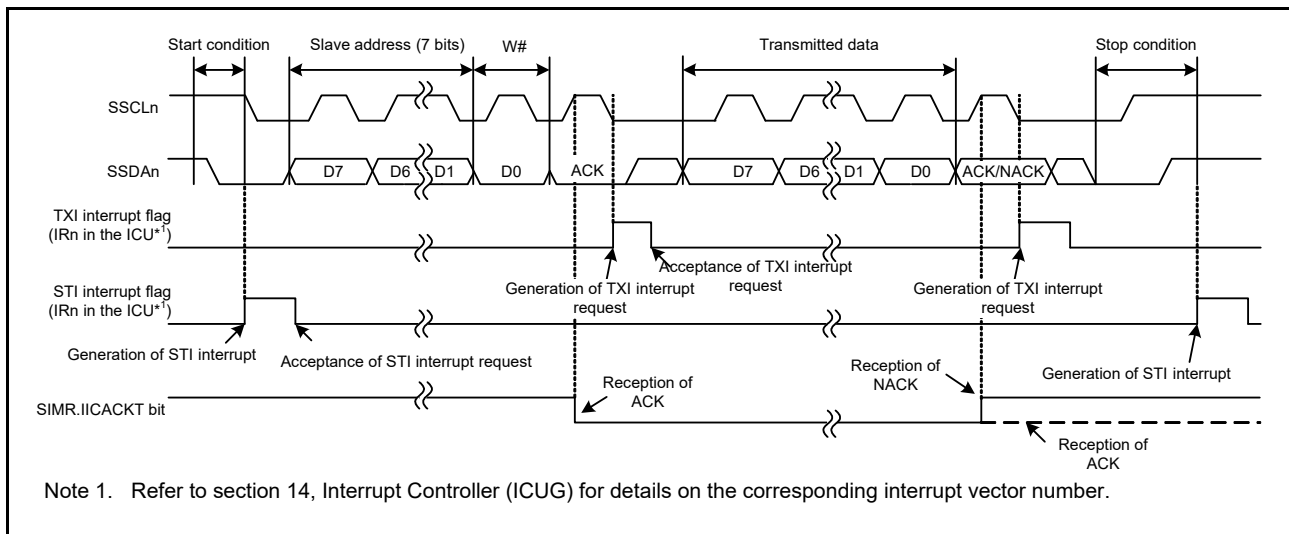 Start condition
Slave address (7 bits)
W#
Transmitted data
Stop condition
SSCLn
SSDAn
D7
D6
D1
D0
ACK
D7
D6
D1
D0
ACK/NACK
TXI interrupt flag
(IRn in the ICU*1)
Acceptance of TXI interrupt
request
Generation of TXI interrupt
request
Generation of TXI interrupt
request
STI interrupt flag
(IRn in the ICU*1)
Generation of STI interrupt
Acceptance of STI interrupt request
Generation of STI interrupt
SIMR.IICACKT bit
Reception of
ACK
Reception of
NACK
Reception of
ACK
Note 1. Refer to section 14, Interrupt Controller (ICUG) for details on the corresponding interrupt vector number.